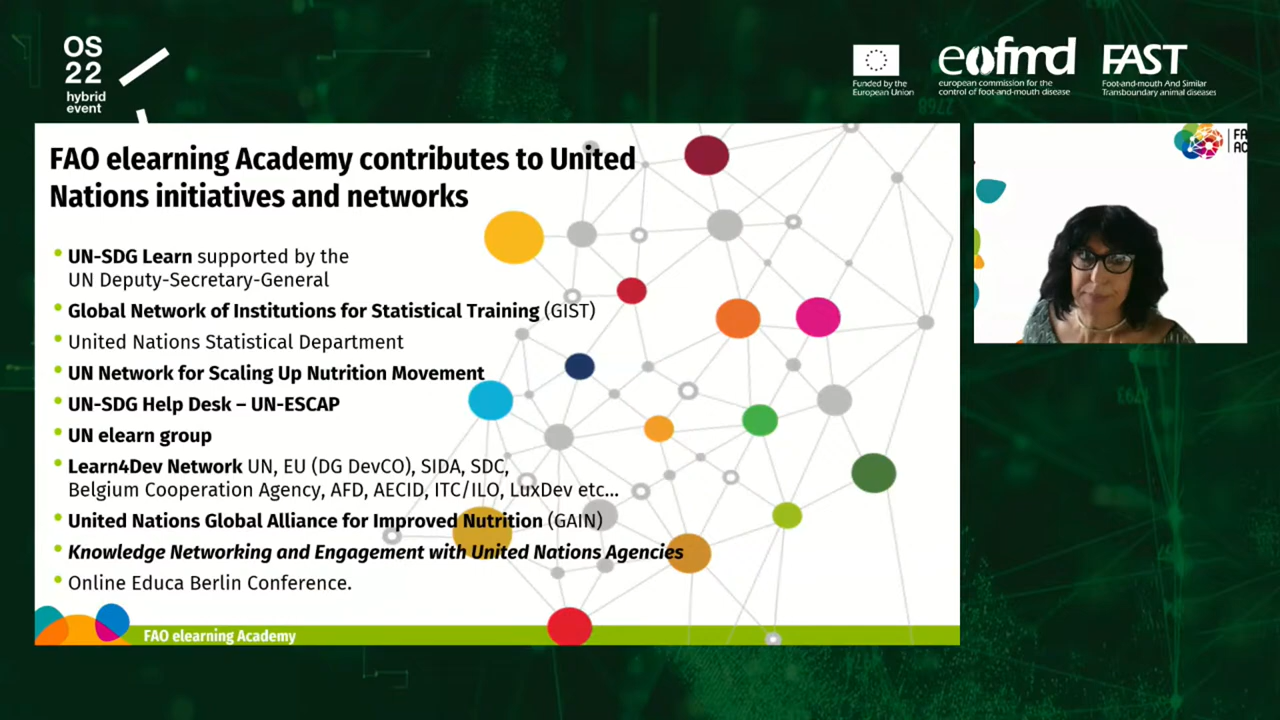 OS
22
hybrid
event
Funded by the
European Union
eofmd
european commission for the
control of foot-and-mouth disease
FAST
Foot-and-mouth And Similar
Transboundary animal diseases
FAO elearning Academy contributes to United
Nations initiatives and networks
UN-SDG Learn supported by the
UN Deputy-Secretary-General
Global Network of Institutions for Statistical Training (GIST)
United Nations Statistical Department
UN Network for Scaling Up Nutrition Movement
UN-SDG Help Desk – UN-ESCAP
UN elearn group
Learn4Dev Network UN, EU (DG DevCO), SIDA, SDC,
Belgium Cooperation Agency, AFD, AECID, ITC/ILO, LuxDev etc...
United Nations Global Alliance for Improved Nutrition (GAIN)
Knowledge Networking and Engagement with United Nations Agencies
Online Educa Berlin Conference.
FAO elearning Academy
FA
AC